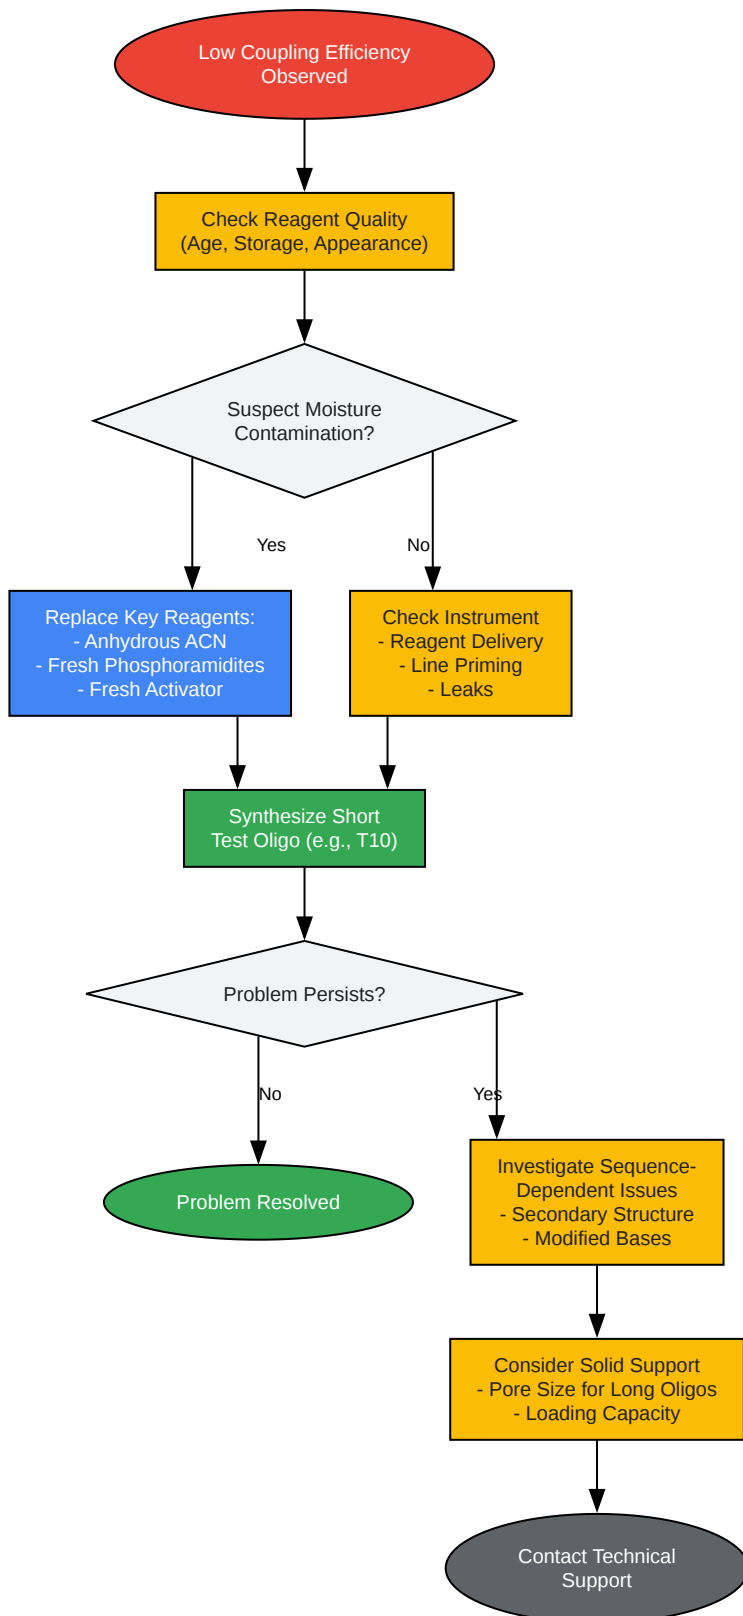 Low Coupling Efficiency
Observed
Check Reagent Quality
(Age, Storage, Appearance)
Suspect Moisture
Contamination?
Yes
No
Replace Key Reagents:
- Anhydrous ACN
- Fresh Phosphoramidites
- Fresh Activator
Check Instrument
- Reagent Delivery
- Line Priming
- Leaks
Synthesize Short
Test Oligo (e.g., T10)
Problem Persists?
No
Yes
Problem Resolved
Investigate Sequence-
Dependent Issues
- Secondary Structure
- Modified Bases
Consider Solid Support
- Pore Size for Long Oligos
- Loading Capacity
Contact Technical
Support